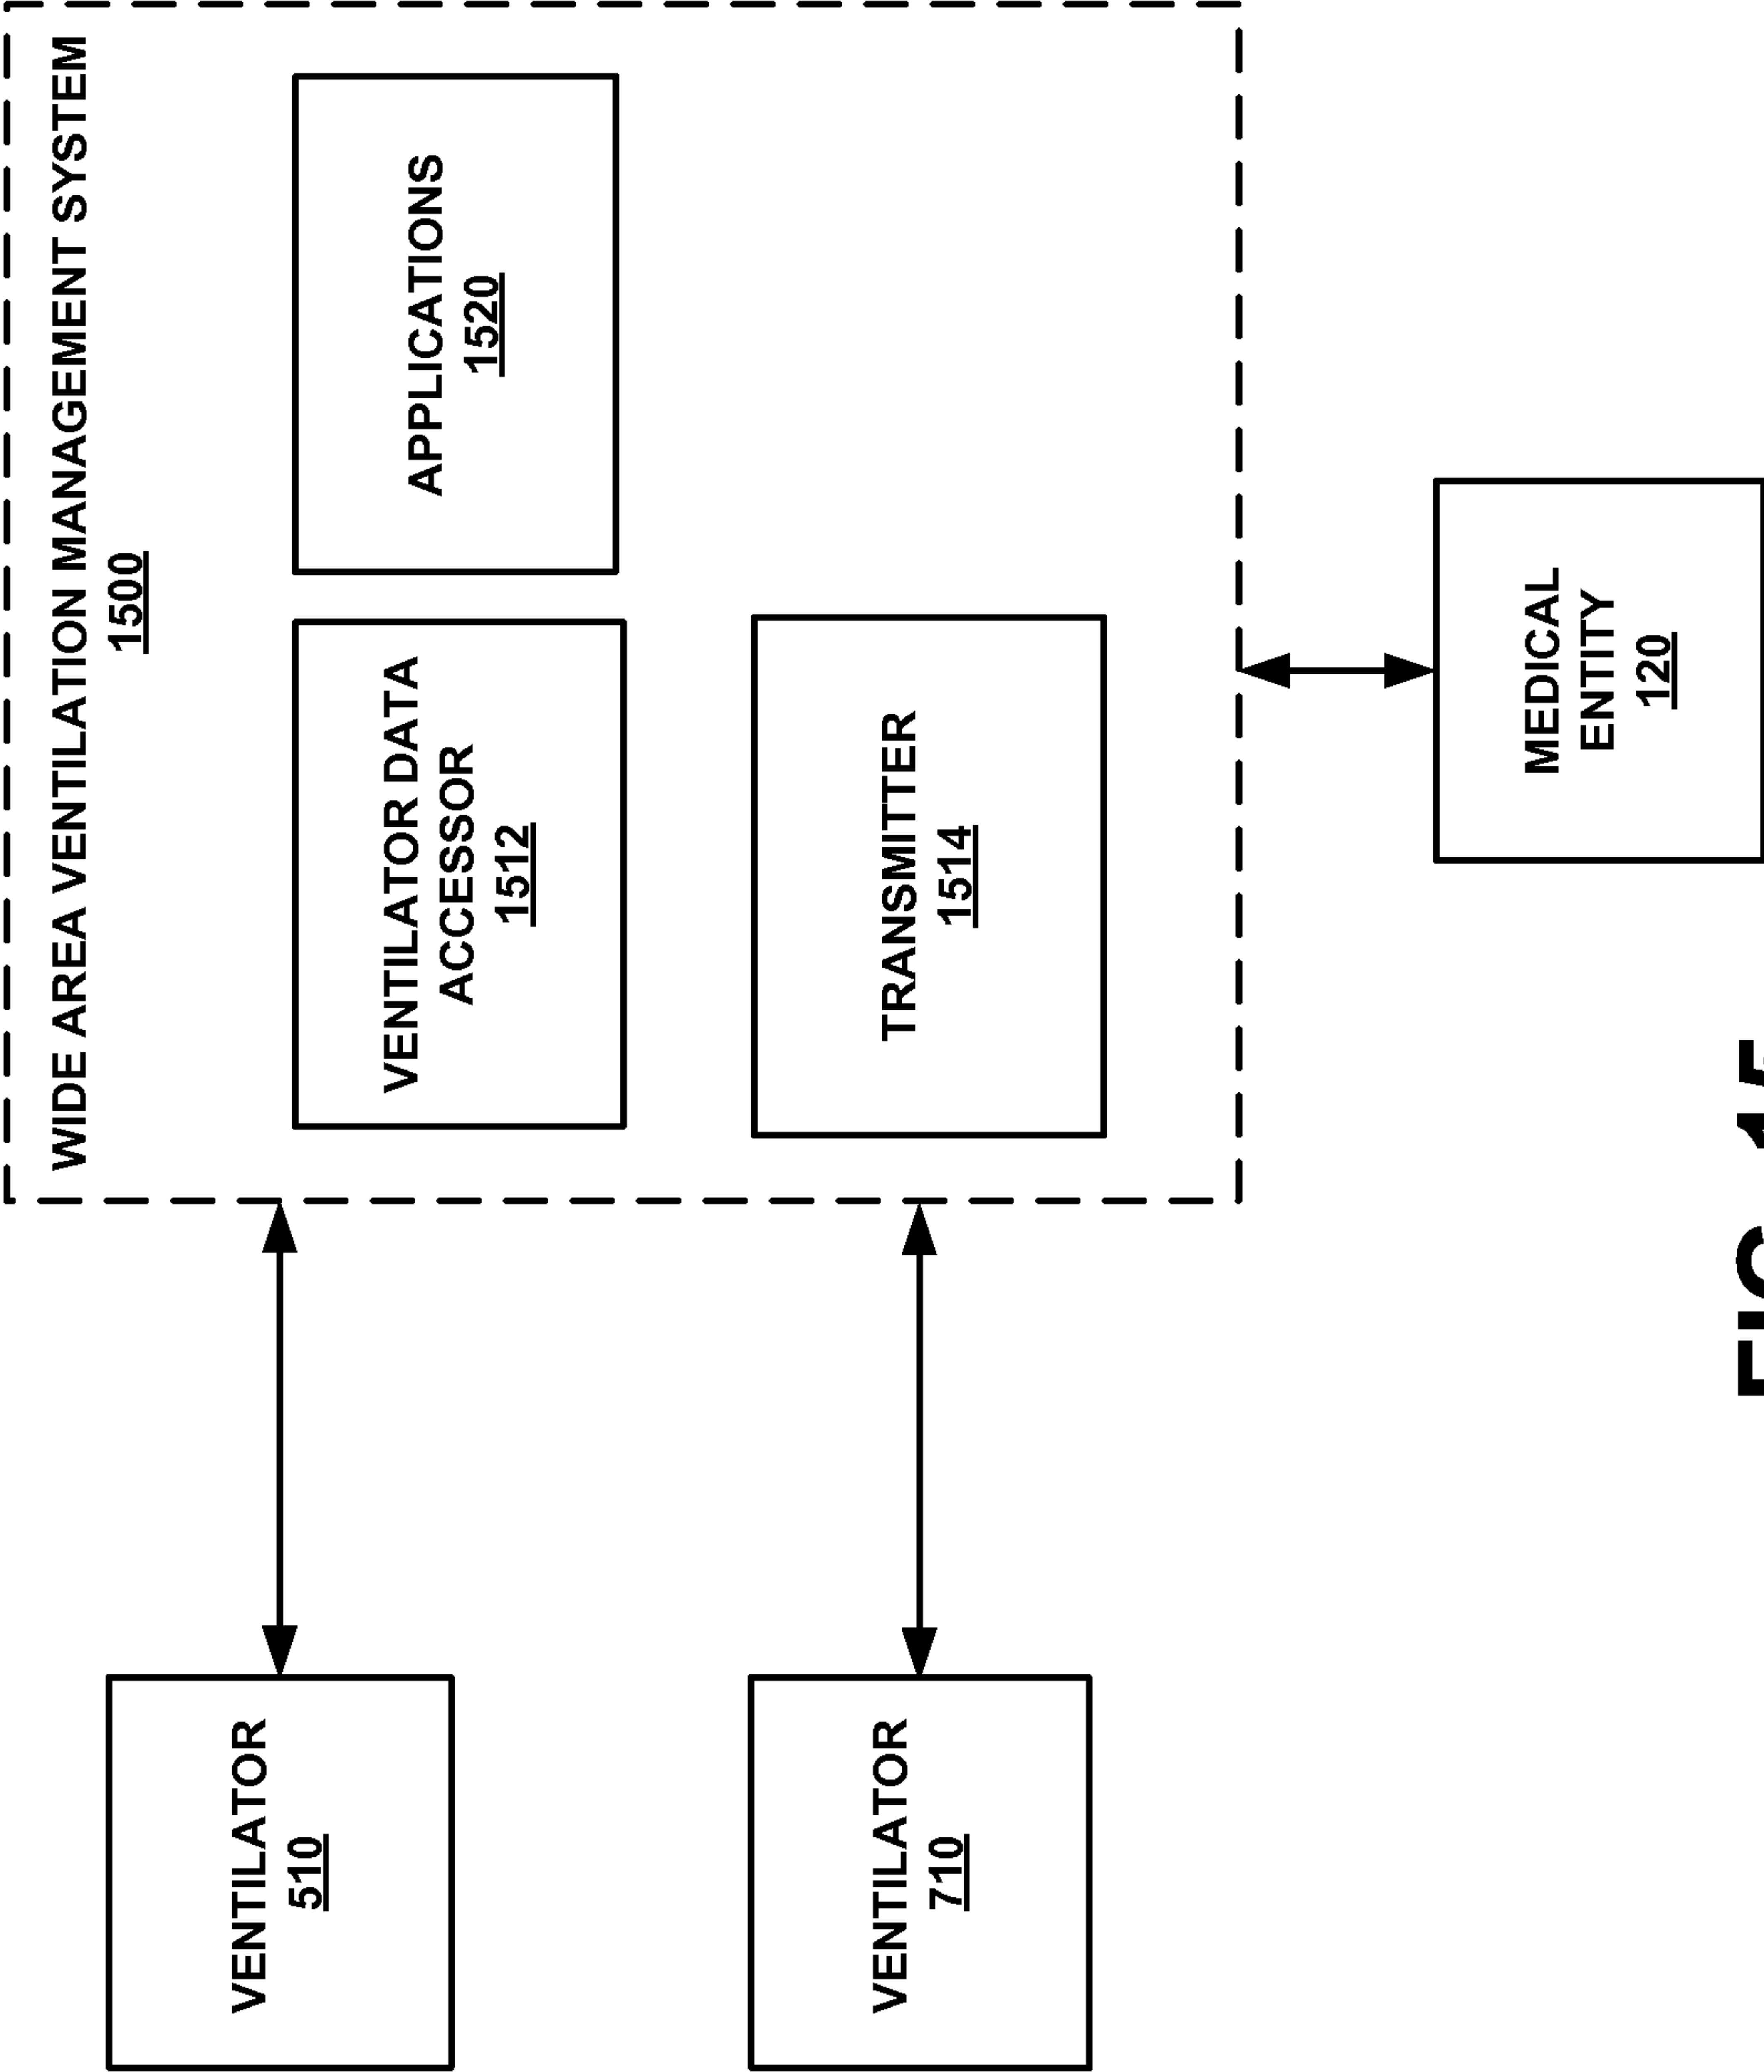 WIDE AREA VENTILATION MANAGEMENT SYSTEM
1500
VENTILATOR
510
VENTILATOR DATA
ACCESSOR
1512
APPLICATIONS
1520
VENTILATOR
710
TRANSMITTER
1514
MEDICAL
ENTITY
120